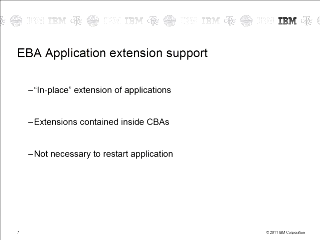 IBM
EBA Application extension support
–“In-place” extension of applications
–Extensions contained inside CBAs
–Not necessary to restart application
© 2011 IBM Corporation